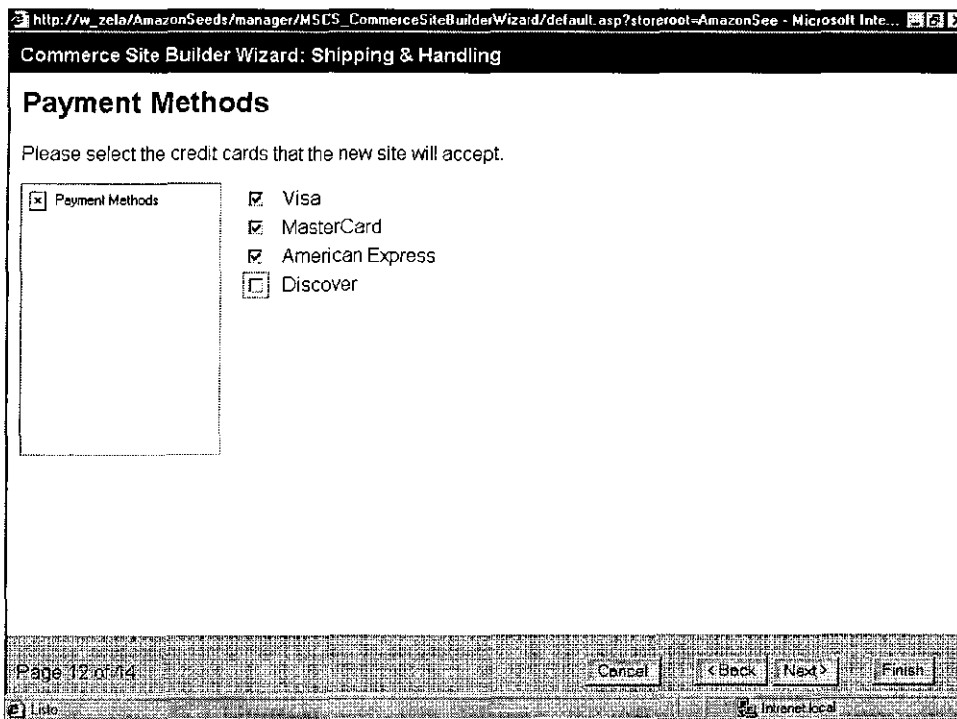 http://w_zela/AmazonSeeds/manager/MSCS_CommerceSiteBuilderWizard/default.asp?storeroot=AmazonSee - Microsoft Inte...
Commerce Site Builder Wizard: Shipping & Handling
Payment Methods
Please select the credit cards that the new site will accept.
Payment Methods
Visa
MasterCard
American Express
Discover
Page 12 of 14 Cancel <Back Next> Finish
Listo Intranet local